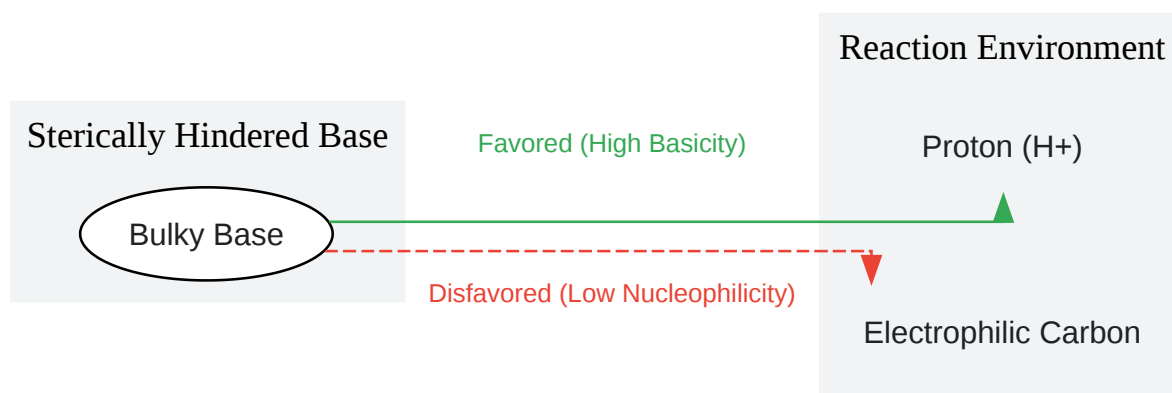 Reaction Environment
Sterically Hindered Base
Favored (High Basicity)
Proton (H+)
Bulky Base
Disfavored (Low Nucleophilicity)
Electrophilic Carbon